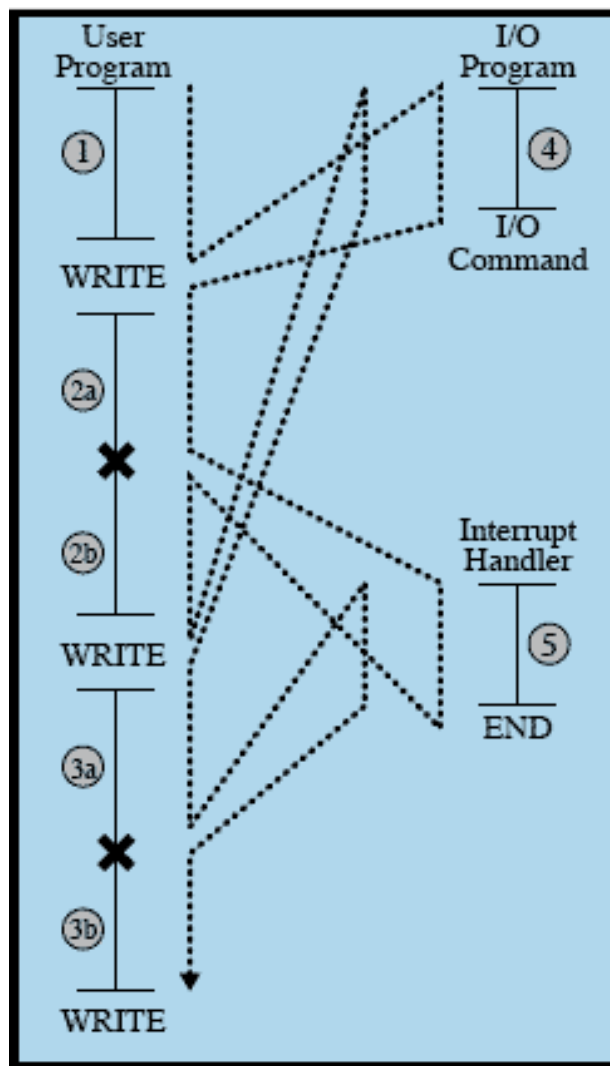 User
Program
I/O
Program
1
4
I/O
Command
WRITE
2a
2b
Interrupt
Handler
WRITE
5
END
3a
3b
WRITE